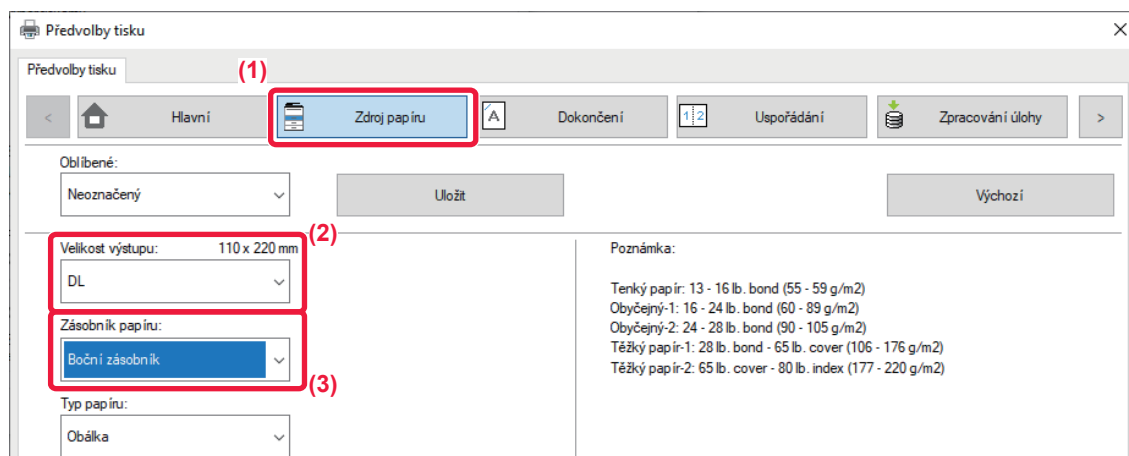 Předvolby tisku
Předvolby tisku
(1)
< Hlavní Zdroj papíru A Dokončení 1 2 Uspořádání Zpracování úlohy >
Oblíbené:
Neoznačený Uložit Výchozí
(2)
Velikost výstupu: 110 x 220 mm
DL
Zásobník papíru:
Boční zásobník
(3)
Typ papíru:
Obálka
Poznámka:
Tenký papír: 13 - 16 lb. bond (55 - 59 g/m2)
Obyčejný-1: 16 - 24 lb. bond (60 - 89 g/m2)
Obyčejný-2: 24 - 28 lb. bond (90 - 105 g/m2)
Těžký papír-1: 28 lb. bond - 65 lb. cover (106 - 176 g/m2)
Těžký papír-2: 65 lb. cover - 80 lb. index (177 - 220 g/m2)